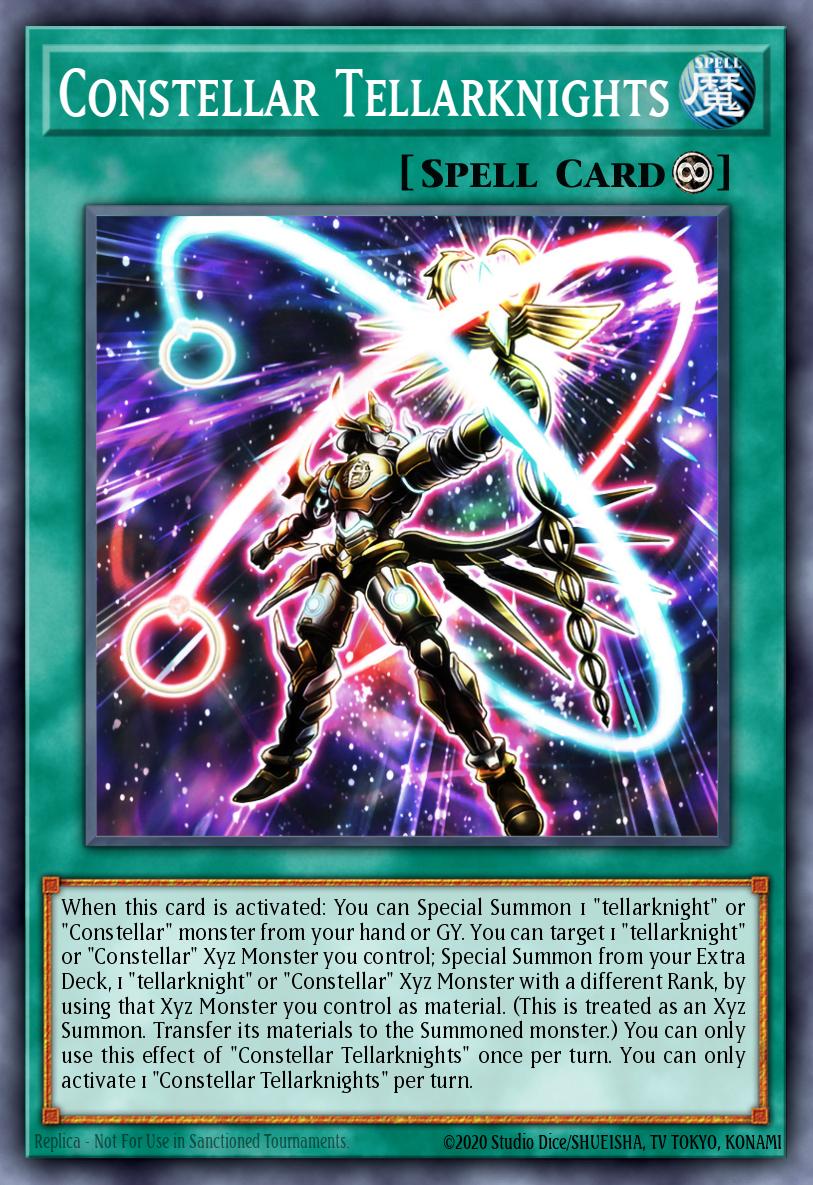 Constellar Tellarknights
SPELL
魔
[Spell Card]
When this card is activated: You can Special Summon 1 "tellarknight" or
"Constellar" monster from your hand or GY. You can target 1 "tellarknight"
or "Constellar" Xyz Monster you control; Special Summon from your Extra
Deck, 1 "tellarknight" or "Constellar" Xyz Monster with a different Rank, by
using that Xyz Monster you control as material. (This is treated as an Xyz
Summon. Transfer its materials to the Summoned monster.) You can only
use this effect of "Constellar Tellarknights" once per turn. You can only
activate 1 "Constellar Tellarknights" per turn.
Replica - Not For Use in Sanctioned Tournaments.
©2020 Studio Dice/SHUEISHA, TV TOKYO, KONAMI